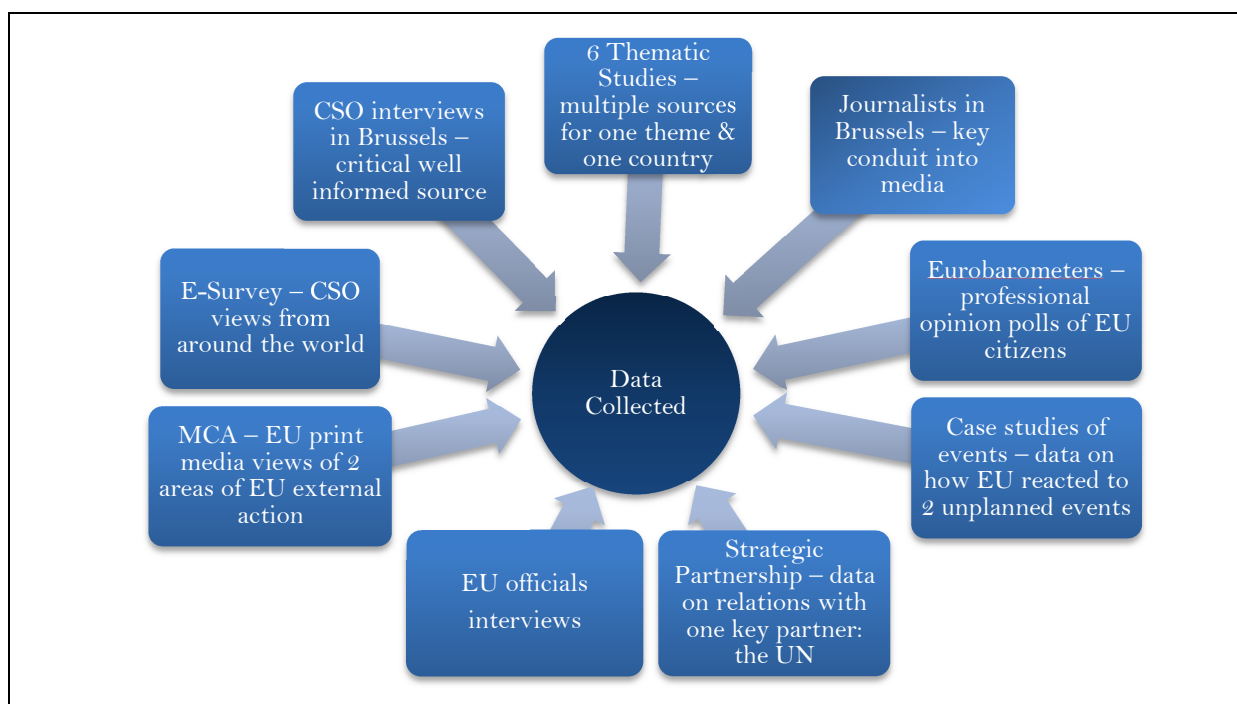 6 Thematic
Studies –
multiple sources
for one theme &
one country
CSO interviews
in Brussels –
critical well
informed source
Journalists in
Brussels – key
conduit into
media
E-Survey – CSO
views from
around the world
Eurobarometers –
professional
opinion polls of EU
citizens
Data
Collected
MCA – EU print
media views of 2
areas of EU external
action
Case studies of
events – data on
how EU reacted to
2 unplanned events
EU officials
interviews
Strategic
Partnership – data
on relations with
one key partner:
the UN